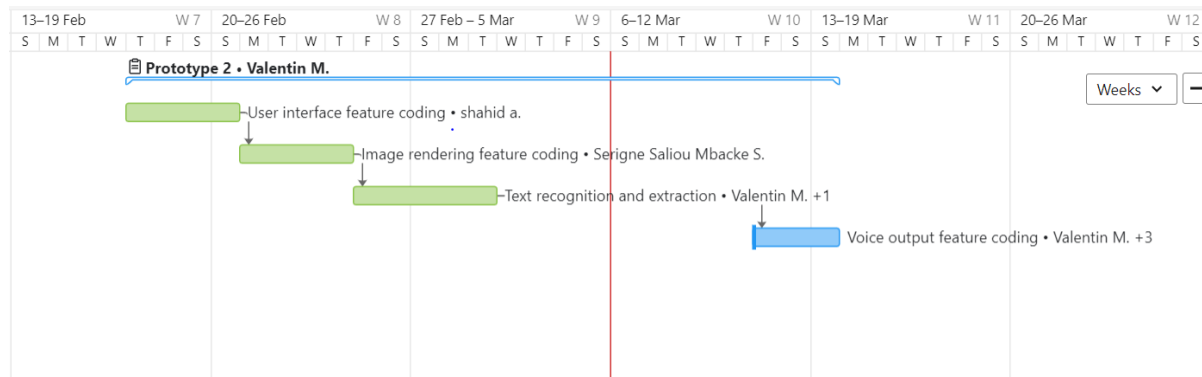 13–19 Feb W 7 20–26 Feb W 8 27 Feb – 5 Mar W 9 6–12 Mar W 10 13–19 Mar W 11 20–26 Mar W 12
S M T W T F S S M T W T F S S M T W T F S S M T W T F S S M T W T F S S M T W T F S
Prototype 2 • Valentin M.
Weeks
User interface feature coding • shahid a.
Image rendering feature coding • Serigne Saliou Mbacke S.
Text recognition and extraction • Valentin M. +1
Voice output feature coding • Valentin M. +3